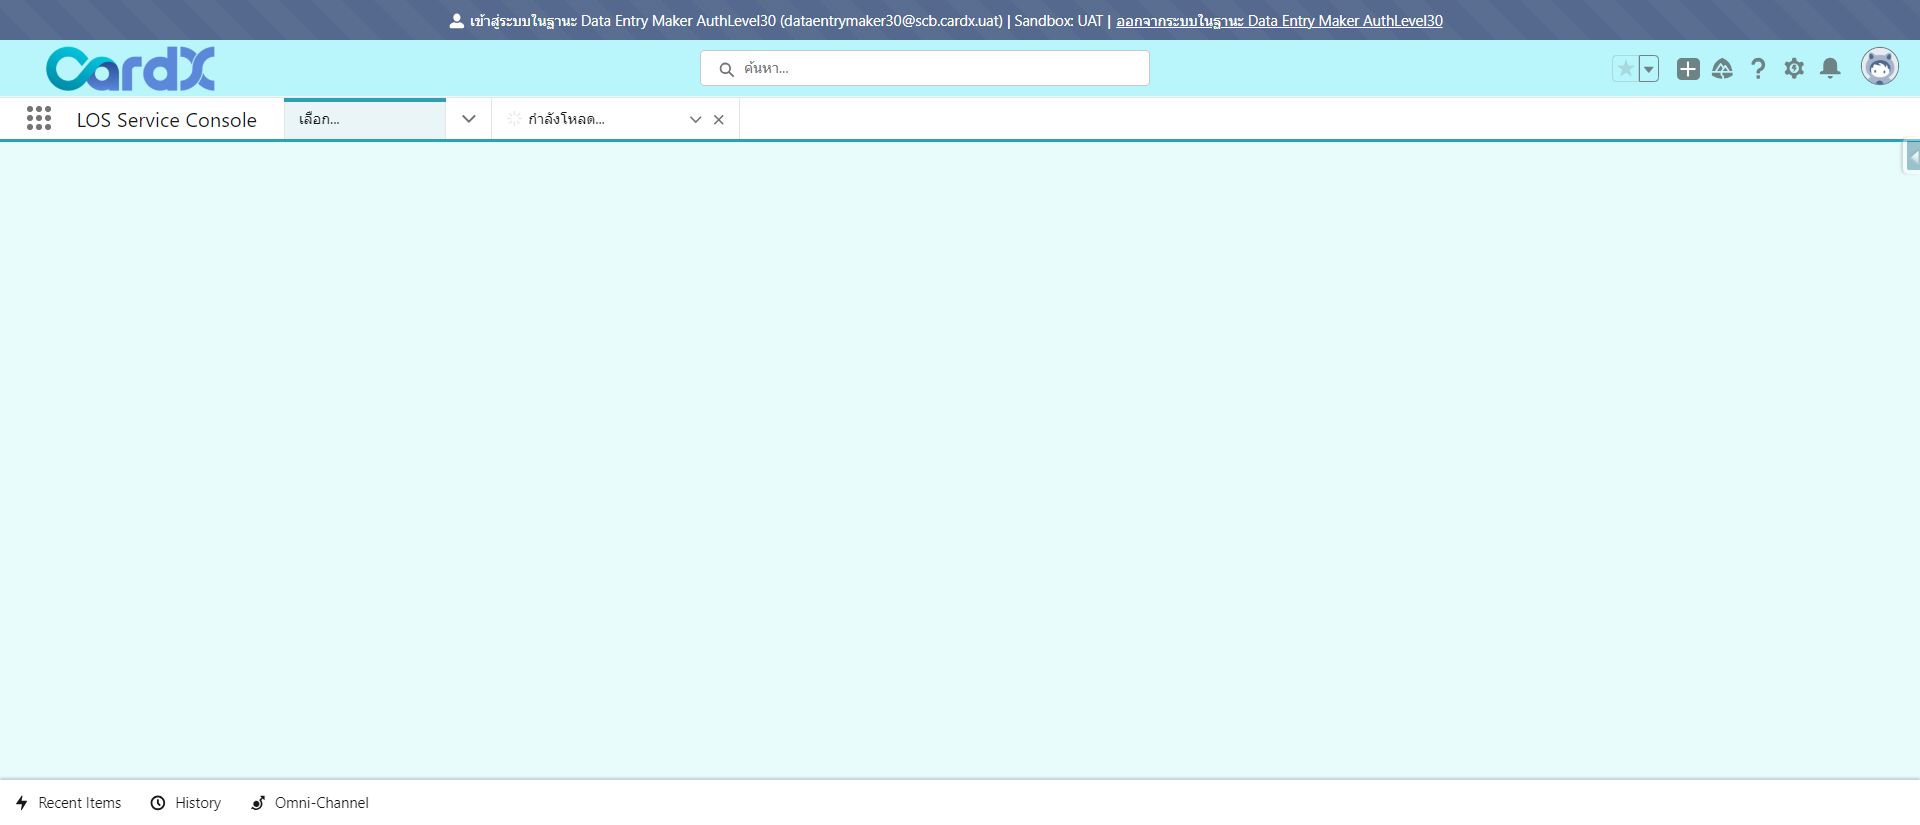 เข้าสู่ระบบในฐานะ Data Entry Maker AuthLevel30 (dataentrymaker30@scb.cardx.uat) | Sandbox: UAT | ออกจากระบบในฐานะ Data Entry Maker AuthLevel30
CardX
ค้นหา...
LOS Service Console
เลือก...
กำลังโหลด...
Recent Items
History
Omni-Channel